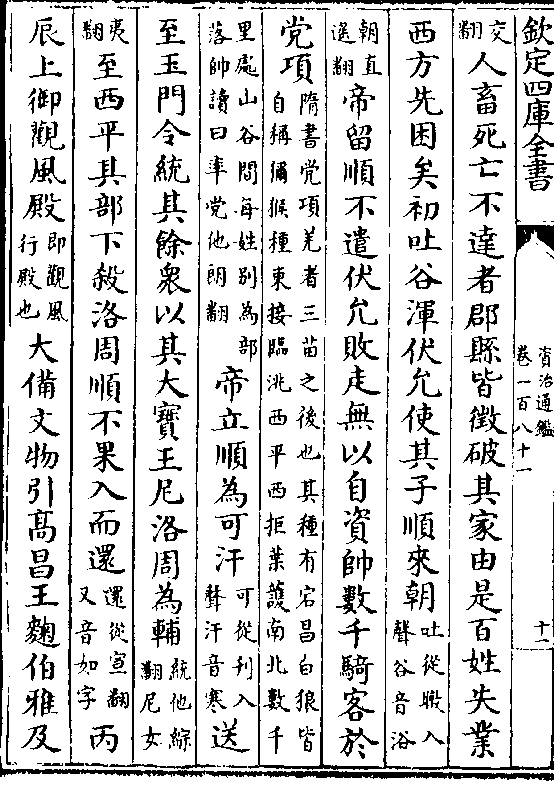 欽定四庫全書
資治通鑑
卷一百八十一
十一
交翻人畜死亡不達者郡縣皆徵破其家由是百姓失業
西方先困矣初吐谷渾伏允使其子順來朝吐從暾入聲谷音浴
朝直遥翻帝留順不遣伏允敗走無以自資帥數千騎客於
党項隋書党項羌者三苗之後也其種有宕昌白狼皆自稱獼猴種東接臨洮西平西拒葉護南北數千
里處山谷間每姓别為部落帥讀曰率党他朗翻帝立順為可汗可從刋入聲汗音寒送
至玉門令統其餘衆以其大寳王尼洛周為輔統他綜翻尼女
夷翻至西平其部下殺洛周順不果入而還還從宣翻又音如字丙
辰上御觀風殿即觀風行殿也大備文物引髙昌王麴伯雅及